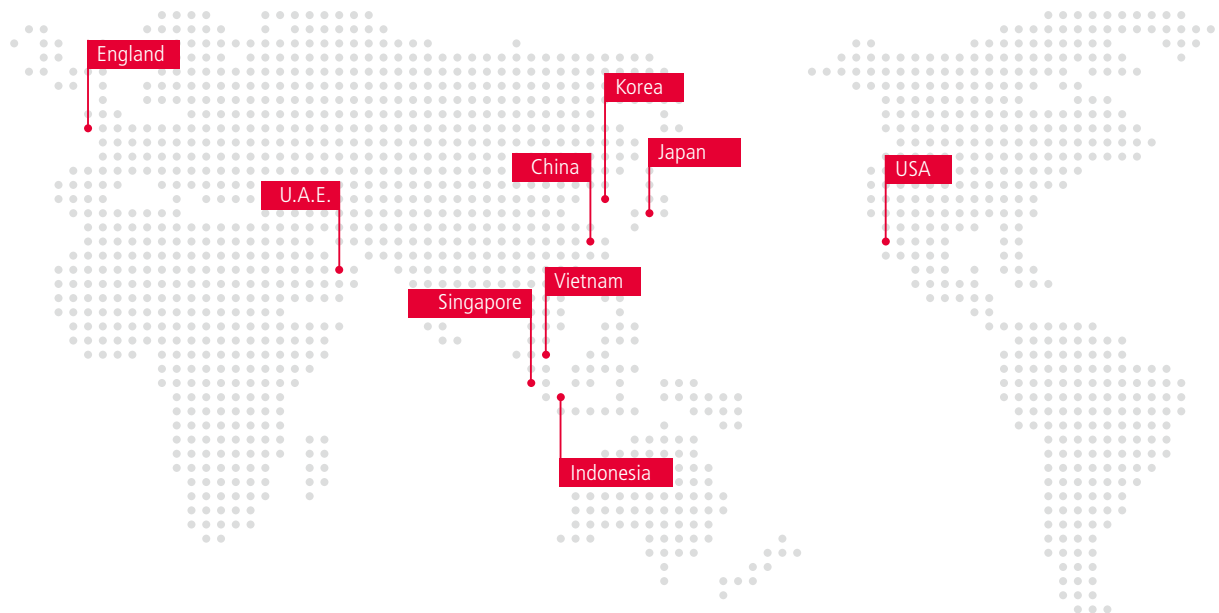 England
Korea
Japan
China
USA
U.A.E.
Vietnam
Singapore
Indonesia